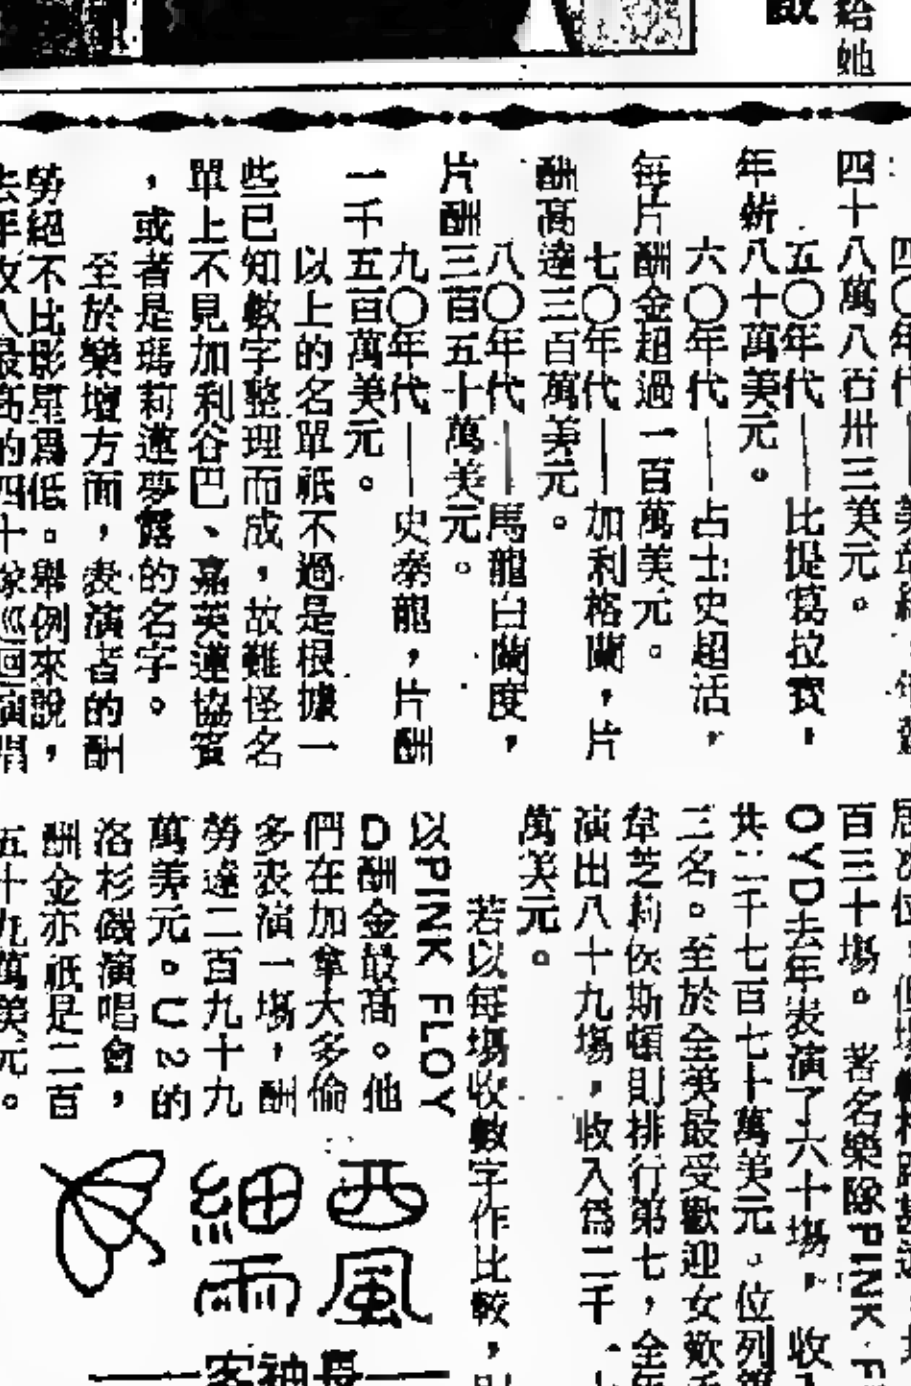 給她
四〇年代
四十八萬八百卅三美元。
五〇年代——比提葛拉寶，
年薪八十萬美元。
六〇年代——占士史超活，
每片酬金超過一百萬美元。
七〇年代——加利格蘭，片
酬高達三百萬美元。
八〇年代——馬龍白蘭度，
片酬三百五十萬美元。
九〇年代——史泰龍，片酬
一千五百萬美元。
以上的名單祇不過是根據一
些已知數字整理而成，故難怪名
單上不見加利谷巴、嘉英連協賓
，或者是瑪莉蓮夢露的名字。
至於樂壇方面，表演者的酬
勞絕不比影星爲低。舉例來說，
去年收入最高的四十隊巡迴演唱
百三十場。著名樂隊PINK F
OYD去年表演了六十場，收
共二千七百七十萬美元。位列第
三名。至於全美最受歡迎女歌手
韋芝莉侯斯頓則排行第七，全年
演出八十九場，收入爲二千
萬美元。
若以每場收數字作比較，則
以PINK FLOY
D酬金最高。他
們在加拿大多倫
多表演一場，酬
勞達二百九十九
萬美元。U2的
洛杉磯演唱會，
酬金亦祇是二百
五十九萬美元。
西風
細雨
長袖客